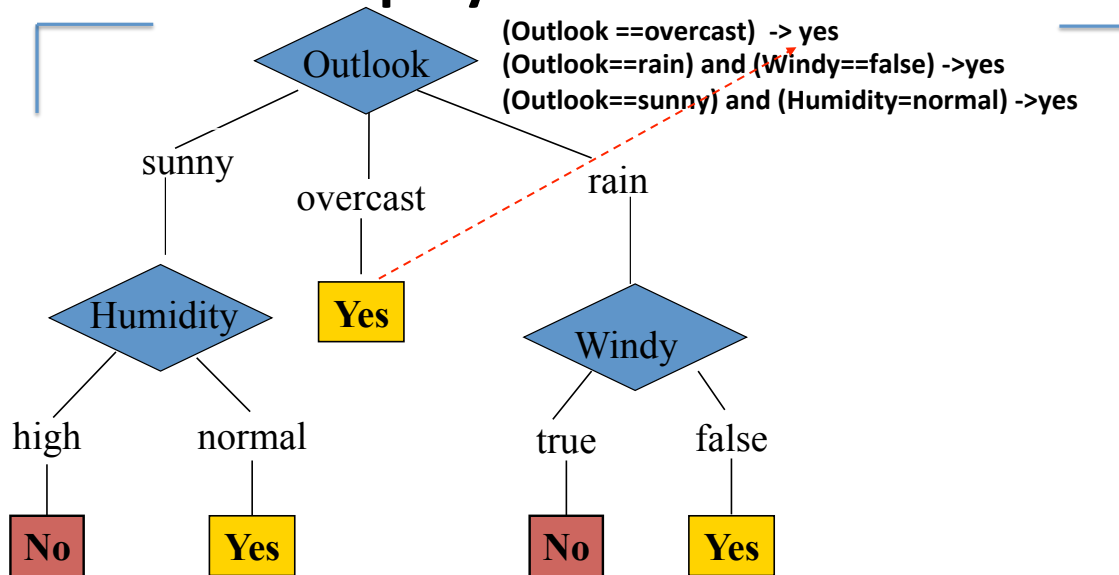 (Outlook ==overcast) -> yes
(Outlook==rain) and (Windy==false) ->yes
(Outlook==sunny) and (Humidity=normal) ->yes
Outlook
sunny
overcast
rain
Humidity
Yes
Windy
high
normal
true
false
No
Yes
No
Yes